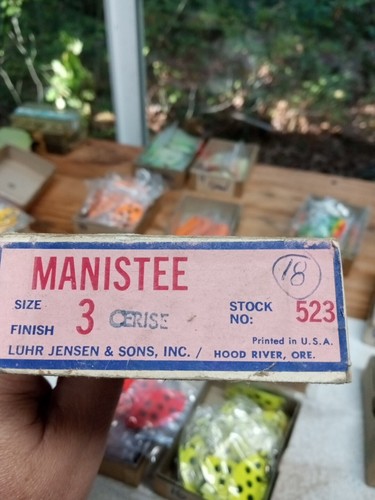 MANISTEE
18
SIZE 3 CERISE STOCK NO: 523
FINISH
Printed in U.S.A.
LUHR JENSEN & SONS, INC. / HOOD RIVER, ORE.